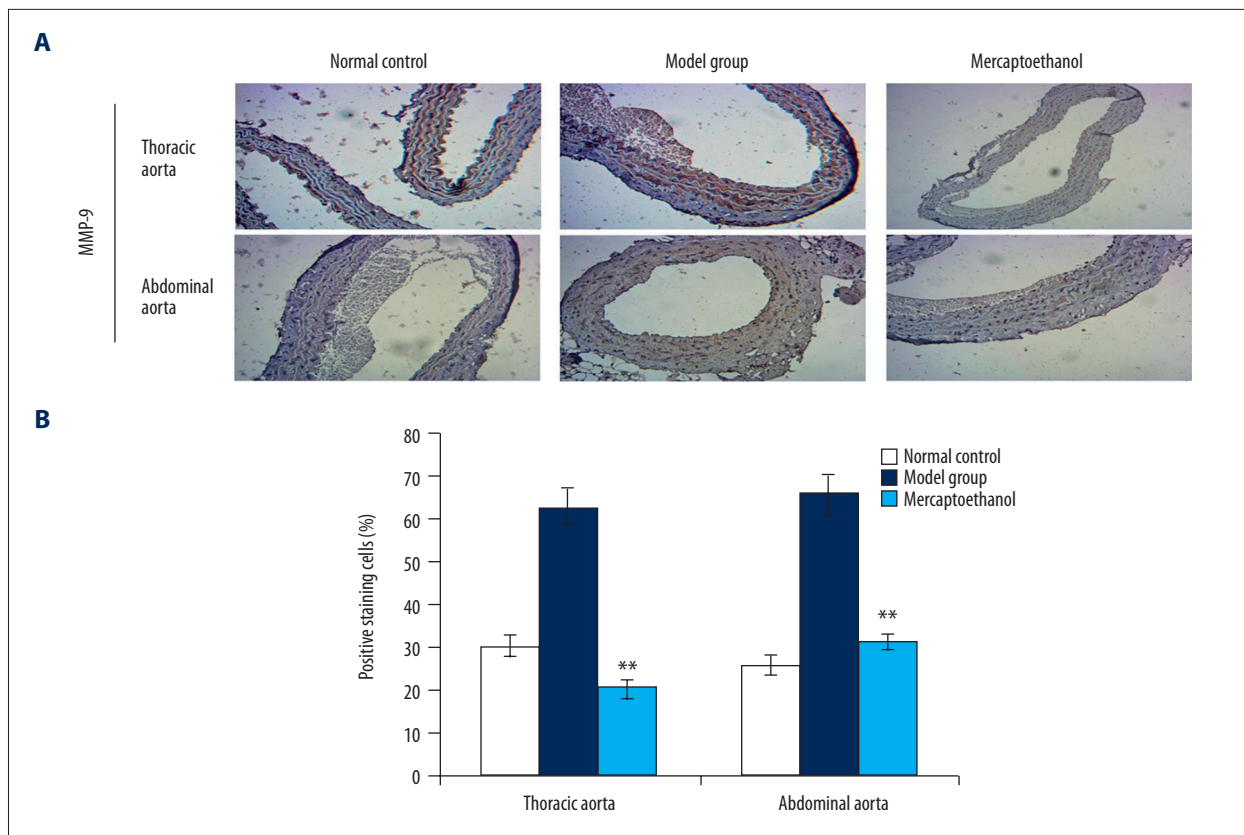 A
Normal control
Model group
Mercaptoethanol
MMP-9
Thoracic
aorta
Abdominal
aorta
B
Positive staining cells (%)
80
70
60
50
40
30
20
10
0
**
**
Normal control
Model group
Mercaptoethanol
Thoracic aorta
Abdominal aorta